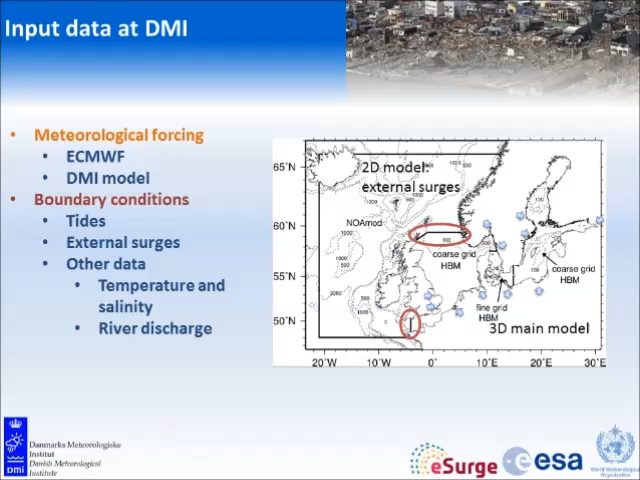 Input data at DMI
• Meteorological forcing
• ECMWF
• DMI model
• Boundary conditions
• Tides
• External surges
• Other data
• Temperature and
salinity
• River discharge
65°N
60°N
55°N
50°N
20°W
10°W
0°
10°E
20°E
30°E
2D model:
external surges
NOAmod
coarse grid
HBM
coarse grid
HBM
fine grid
HBM
3D main model
dmi
Danmarks Meteorologiske
Institut
Danish Meteorological
Institute
eSurge
esa
World Meteorological
Organization